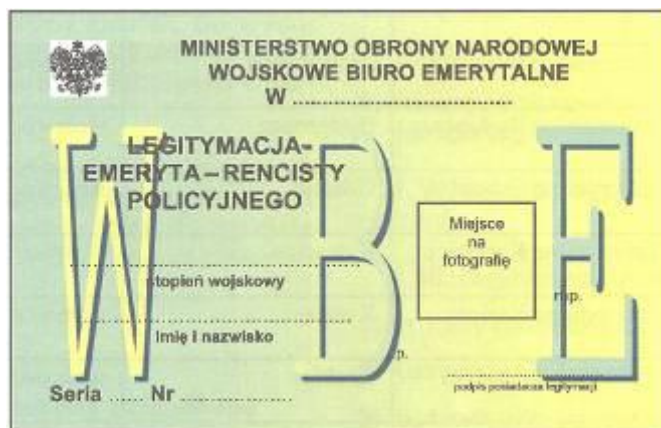 MINISTERSTWO OBRONY NARODOWEJ
WOJSKOWE BIURO EMERYTALNE
W ........................................
W B E
LEGITYMACJA-
EMERYTA – RENCISTY
POLICYJNEGO
Miejsce
na
fotografię
stopień wojskowy
Imię i nazwisko
p.
Seria ..... Nr ....................
podpis posiadacza legitymacji